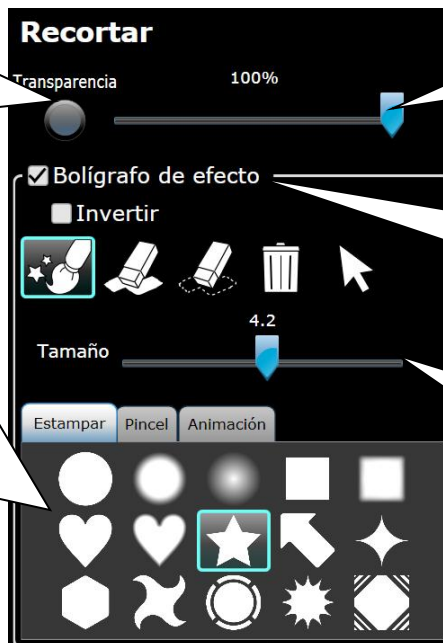 Recortar
Transparencia 100%
Bolígrafo de efecto
Invertir
4.2
Tamaño
Estampar Pincel Animación